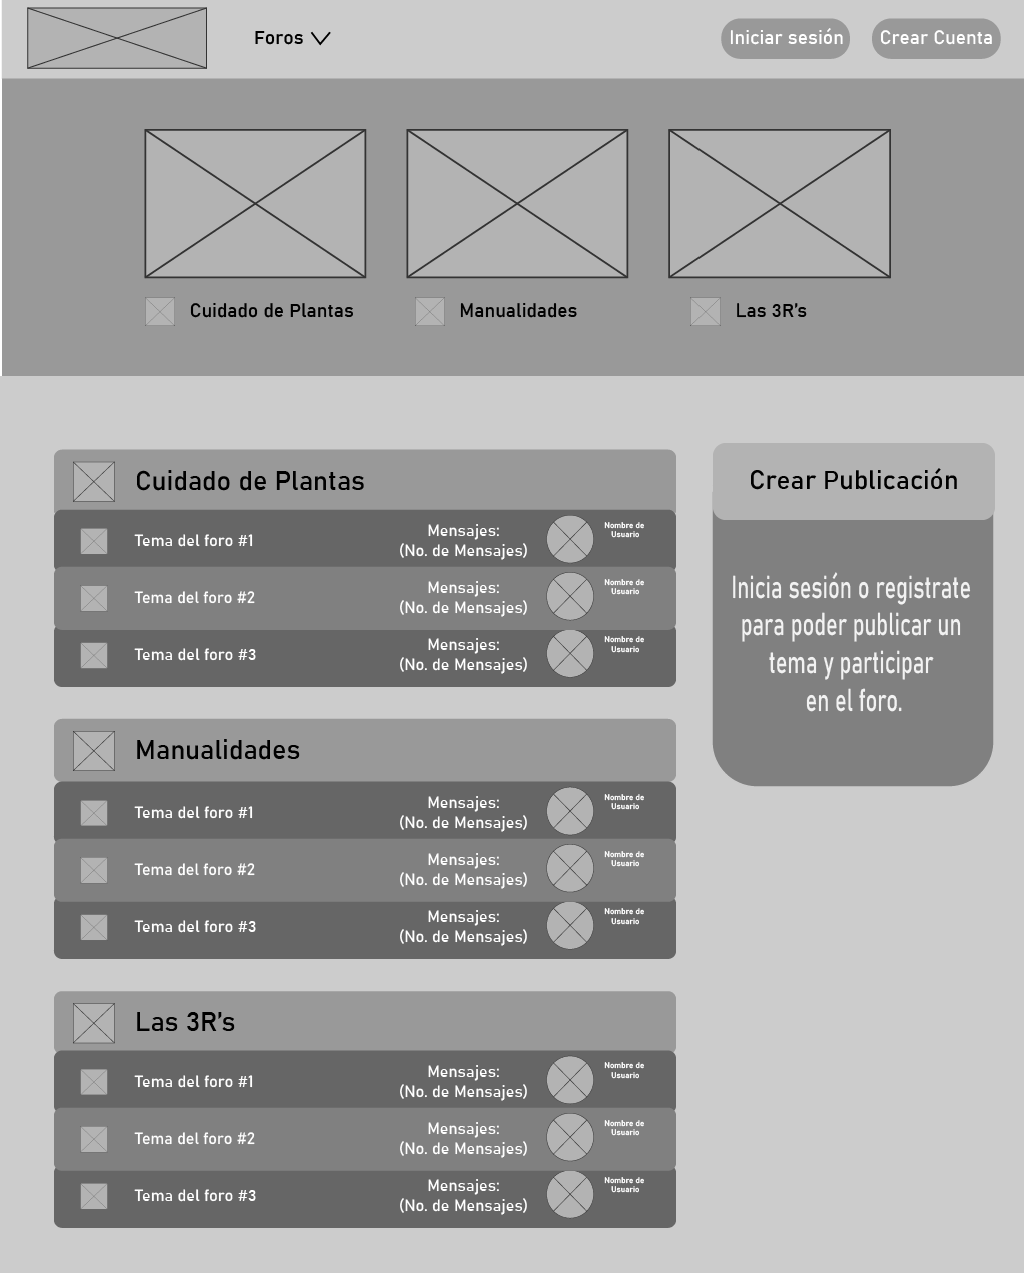 Foros
Iniciar sesión
Crear Cuenta
Cuidado de Plantas
Manualidades
Las 3R's
Cuidado de Plantas
Tema del foro #1
Mensajes:
(No. de Mensajes)
Nombre de
Usuario
Tema del foro #2
Mensajes:
(No. de Mensajes)
Nombre de
Usuario
Tema del foro #3
Mensajes:
(No. de Mensajes)
Nombre de
Usuario
Manualidades
Tema del foro #1
Mensajes:
(No. de Mensajes)
Nombre de
Usuario
Tema del foro #2
Mensajes:
(No. de Mensajes)
Nombre de
Usuario
Tema del foro #3
Mensajes:
(No. de Mensajes)
Nombre de
Usuario
Las 3R's
Tema del foro #1
Mensajes:
(No. de Mensajes)
Nombre de
Usuario
Tema del foro #2
Mensajes:
(No. de Mensajes)
Nombre de
Usuario
Tema del foro #3
Mensajes:
(No. de Mensajes)
Nombre de
Usuario
Crear Publicación
Inicia sesión o registrate
para poder publicar un
tema y participar
en el foro.